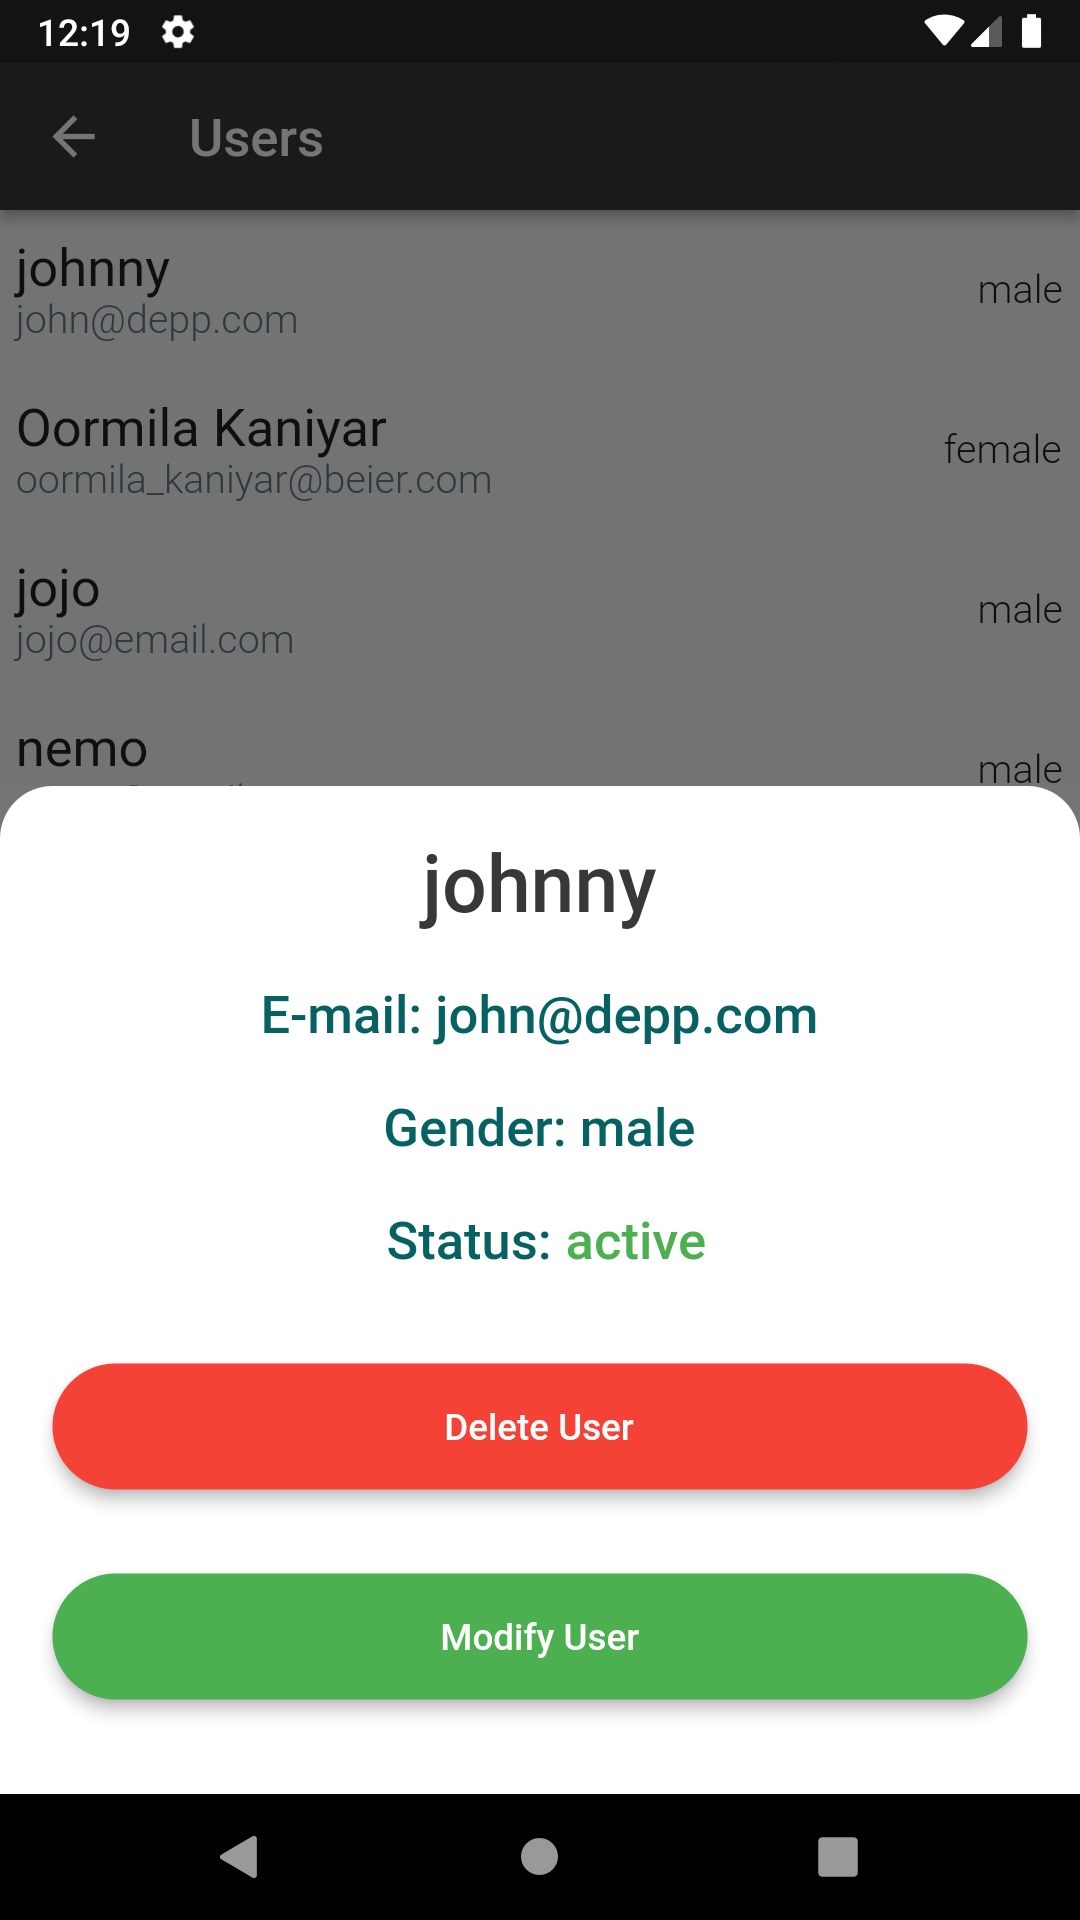 12:19
Users
johnny
john@depp.com
male
Oormila Kaniyar
oormila_kaniyar@beier.com
female
jojo
jojo@email.com
male
nemo
male
johnny
E-mail: john@depp.com
Gender: male
Status: active
Delete User
Modify User